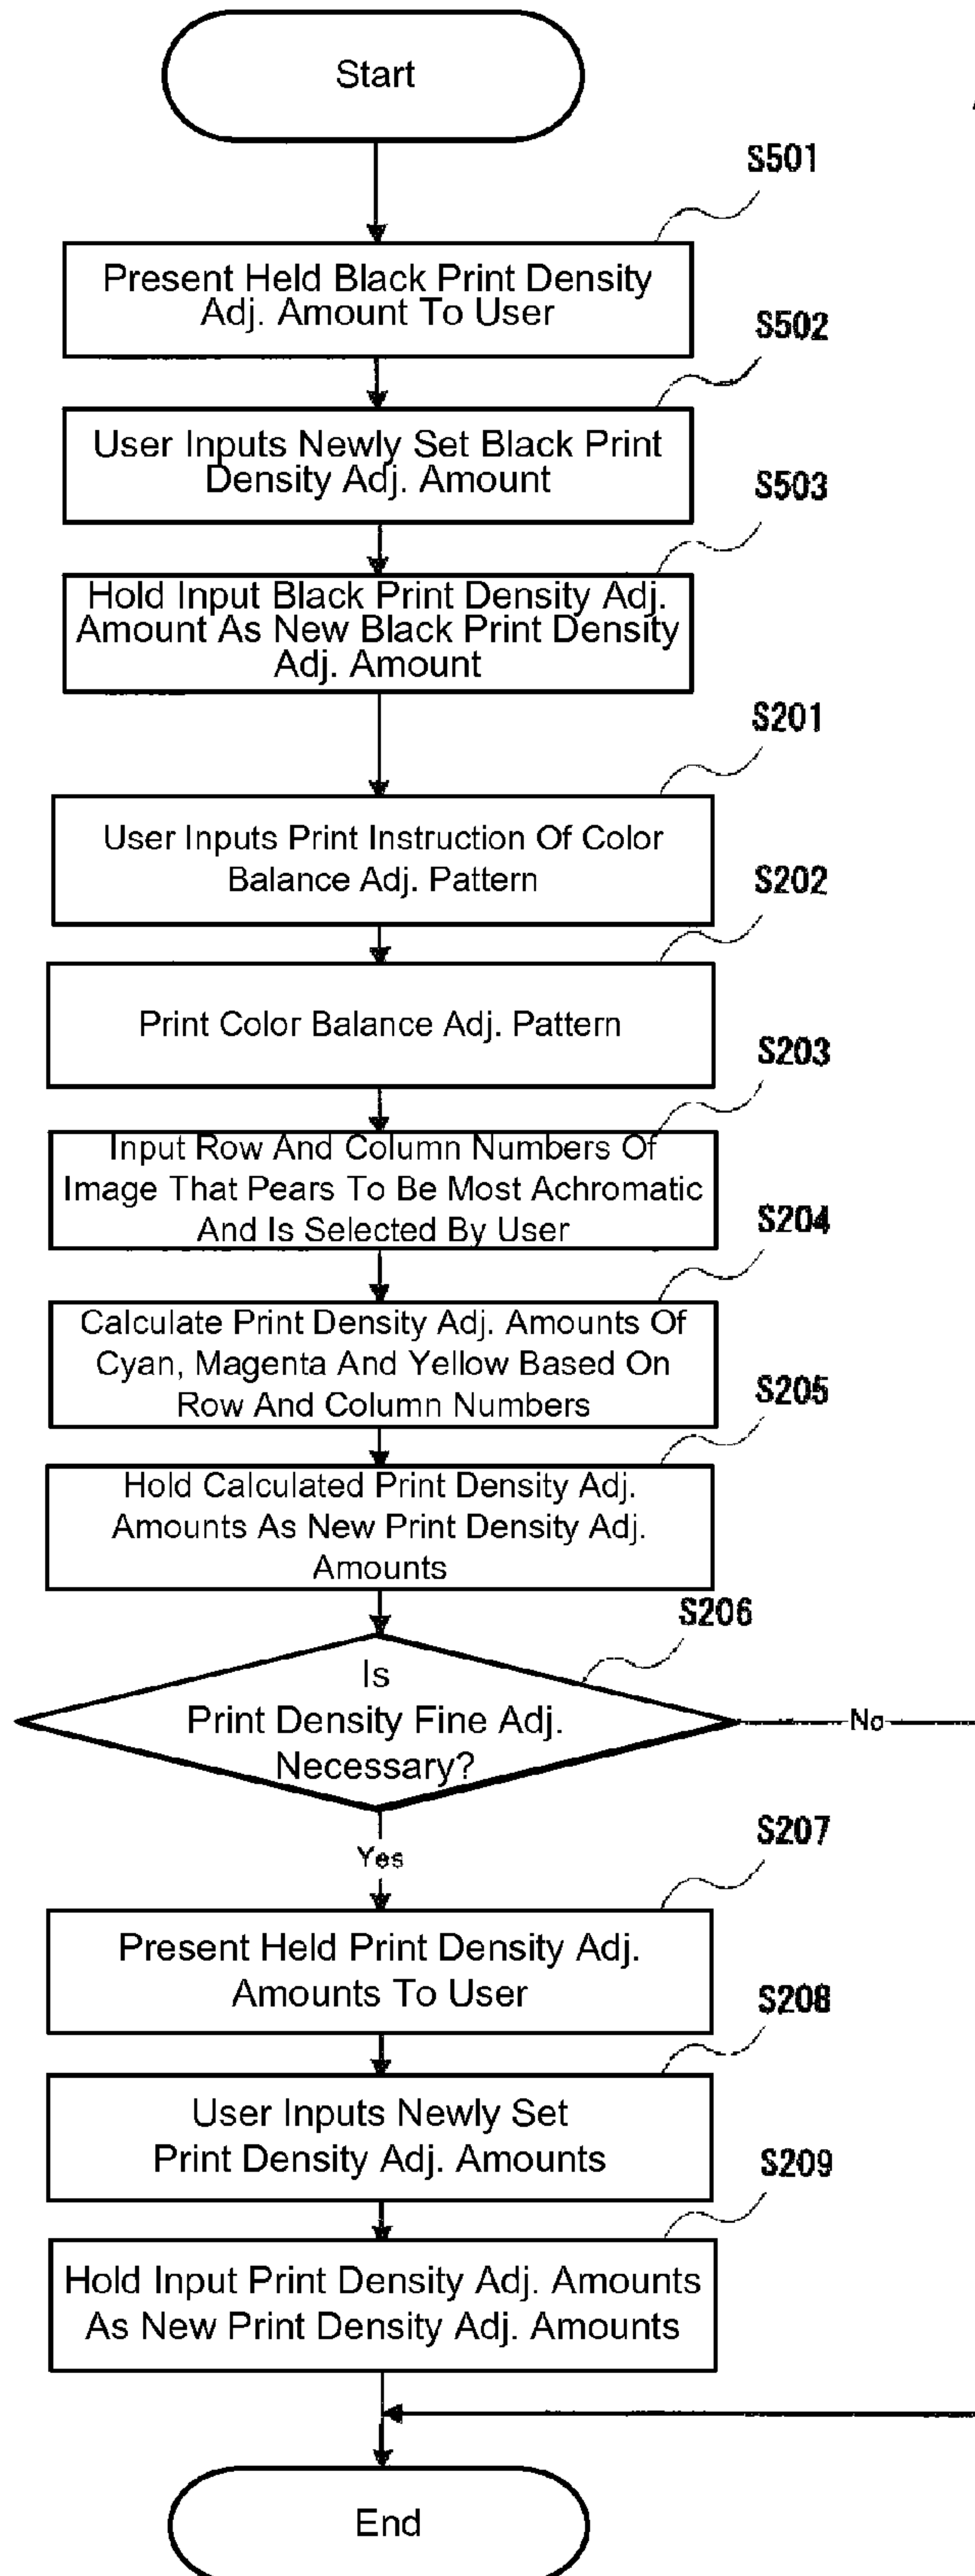 Start
S501
Present Held Black Print Density
Adj. Amount To User
S502
User Inputs Newly Set Black Print
Density Adj. Amount
S503
Hold Input Black Print Density Adj.
Amount As New Black Print Density
Adj. Amount
S201
User Inputs Print Instruction Of Color
Balance Adj. Pattern
S202
Print Color Balance Adj. Pattern
S203
Input Row And Column Numbers Of
Image That Pears To Be Most Achromatic
And Is Selected By User
S204
Calculate Print Density Adj. Amounts Of
Cyan, Magenta And Yellow Based On
Row And Column Numbers
S205
Hold Calculated Print Density Adj.
Amounts As New Print Density Adj.
Amounts
S206
Is
Print Density Fine Adj.
Necessary?
No
Yes
S207
Present Held Print Density Adj.
Amounts To User
S208
User Inputs Newly Set
Print Density Adj. Amounts
S209
Hold Input Print Density Adj. Amounts
As New Print Density Adj. Amounts
End